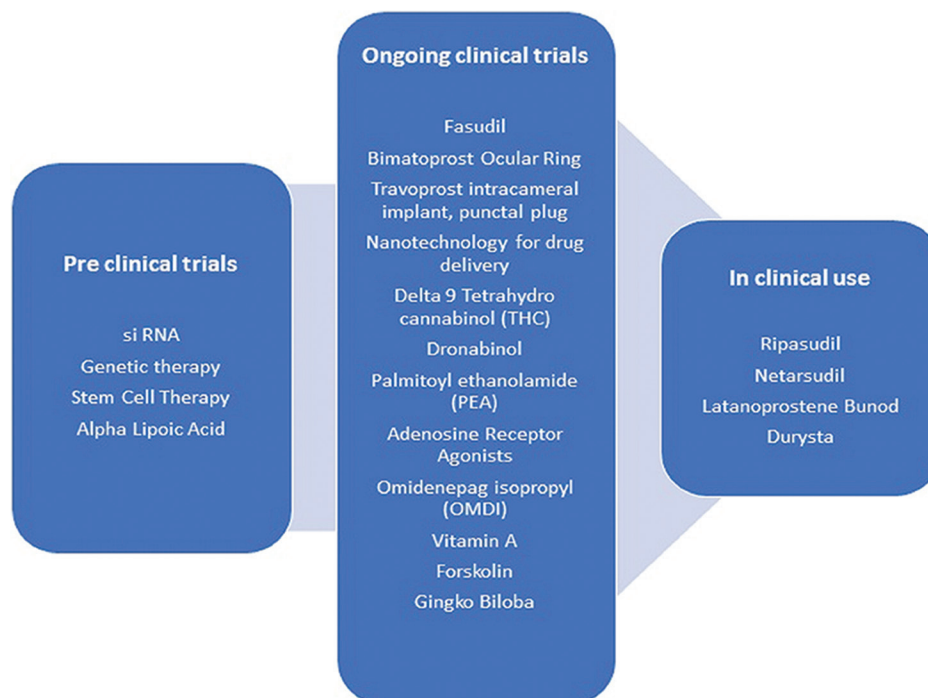 Pre clinical trials
si RNA
Genetic therapy
Stem Cell Therapy
Alpha Lipoic Acid
Ongoing clinical trials
Fasudil
Bimatoprost Ocular Ring
Travoprost intracameral
implant, punctal plug
Nanotechnology for drug
delivery
Delta 9 Tetrahydro
cannabinol (THC)
Dronabinol
Palmitoyl ethanolamide
(PEA)
Adenosine Receptor
Agonists
Omidenepag isopropyl
(OMDI)
Vitamin A
Forskolin
Gingko Biloba
In clinical use
Ripasudil
Netarsudil
Latanoprostene Bunod
Durysta